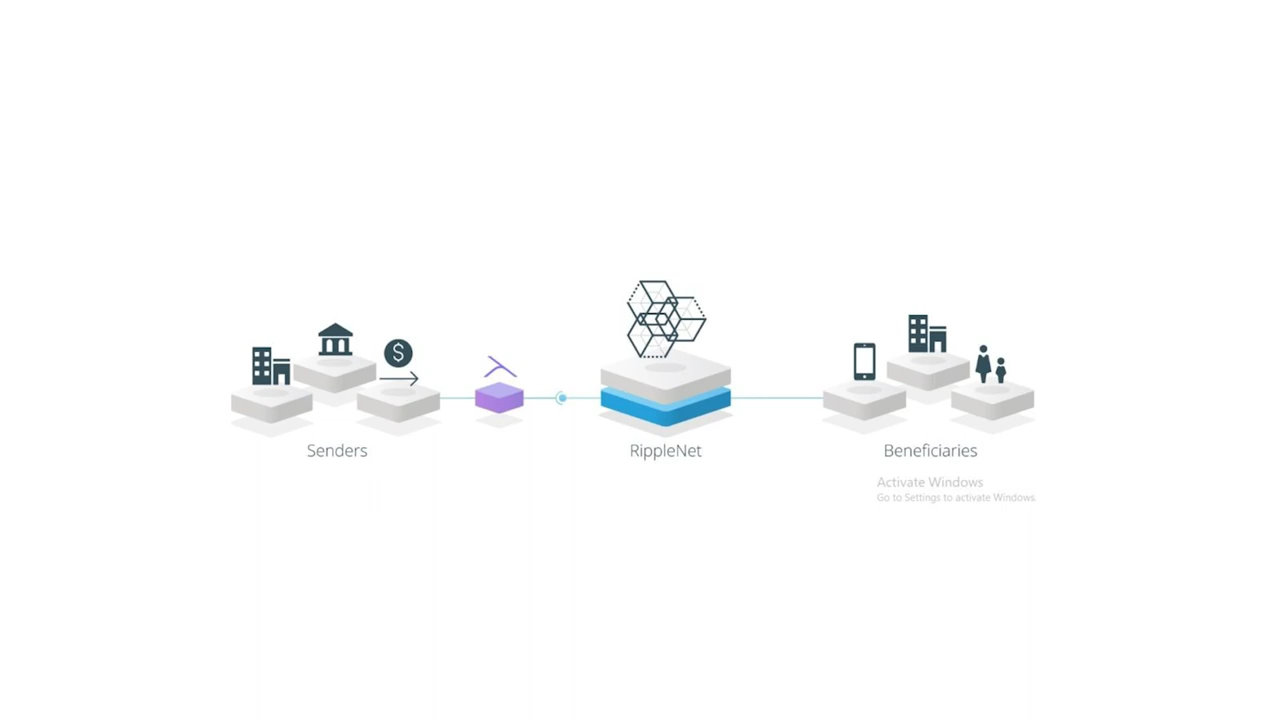 Senders
RippleNet
Beneficiaries
Activate Windows
Go to Settings to activate Windows.